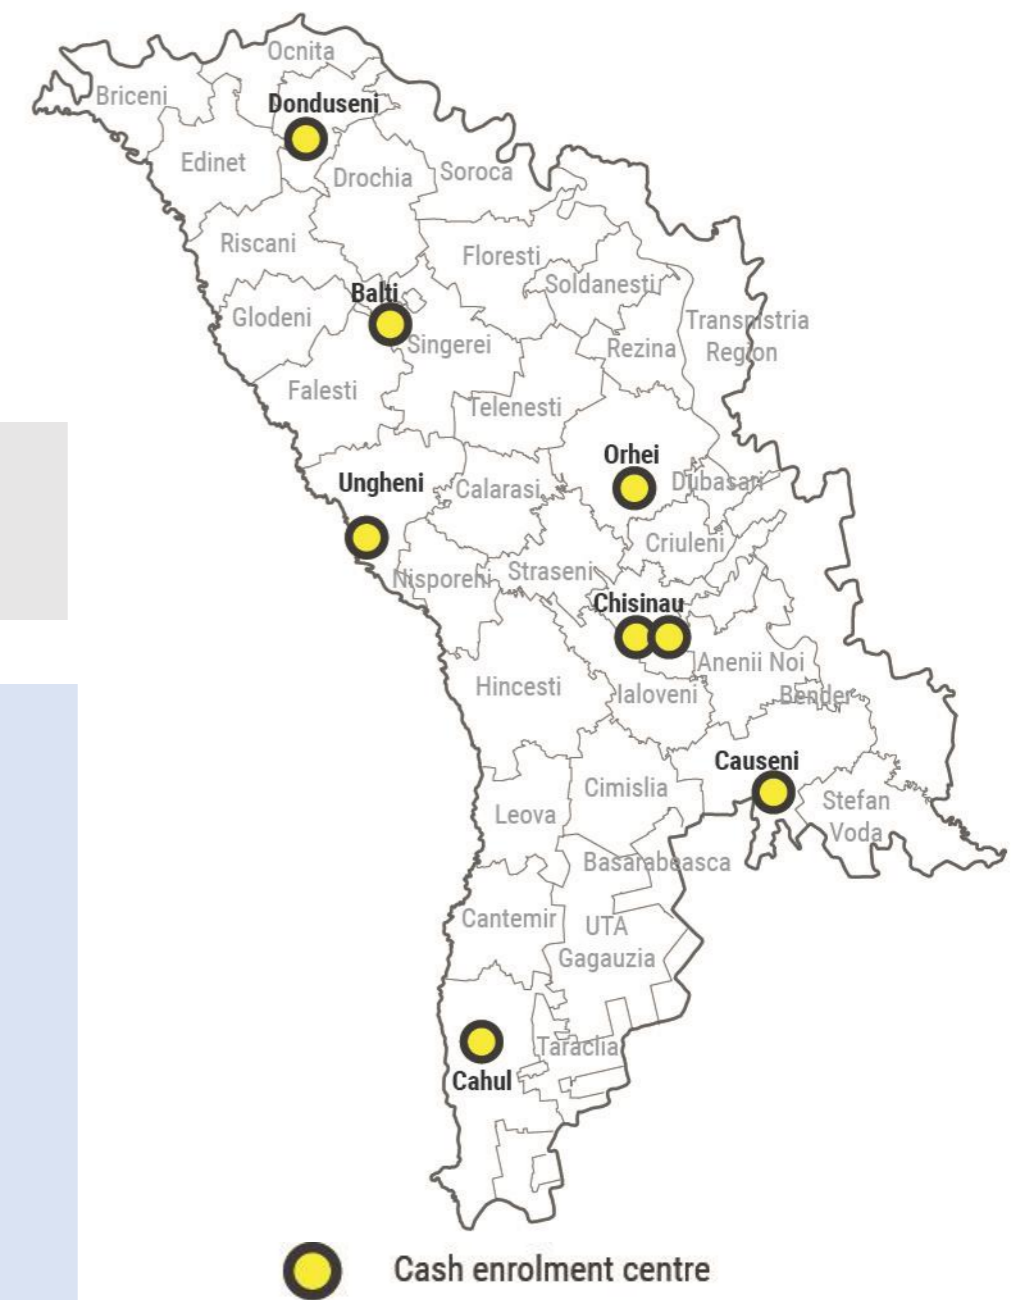 Ocnita
Briceni
Donduseni
Edinet
Drochia
Soroca
Riscani
Floresti
Soldanesti
Balti
Glodeni
Singerei
Transnistria
Region
Rezina
Falesti
Telenesti
Orhei
Ungheni
Calarasi
Dubasari
Criuleni
Nisporeni
Straseni
Chisinau
Anenii Noi
Hincesti
Ialoveni
Bender
Causeni
Cimislia
Leova
Stefan
Voda
Basarabeasca
Cantemir
UTA
Gagauzia
Taraclia
Cahul
Cash enrolment centre